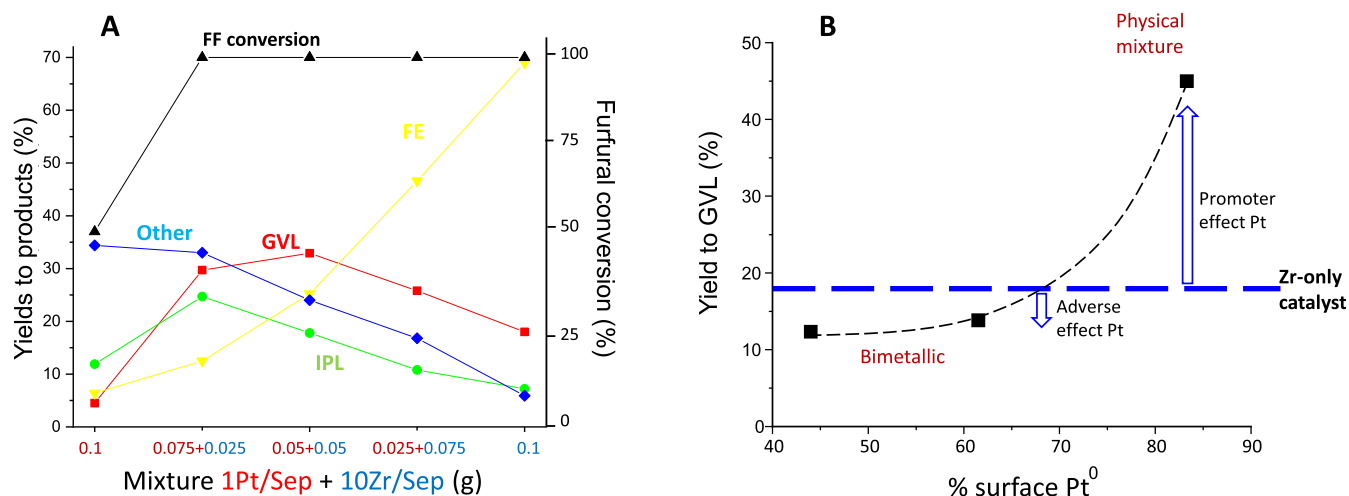 A
FF conversion
70
60
50
40
30
20
10
0
Yields to products (%)
100
75
50
25
0
Furfural conversion (%)
FE
Other
GVL
IPL
0.1
0.075+0.025
0.05+0.05
0.025+0.075
0.1
Mixture 1Pt/Sep + 10Zr/Sep (g)
B
Physical
mixture
50
40
30
20
10
0
Yield to GVL (%)
Promoter
effect Pt
Zr-only
catalyst
Adverse
effect Pt
Bimetallic
40
50
60
70
80
90
% surface Pt⁰